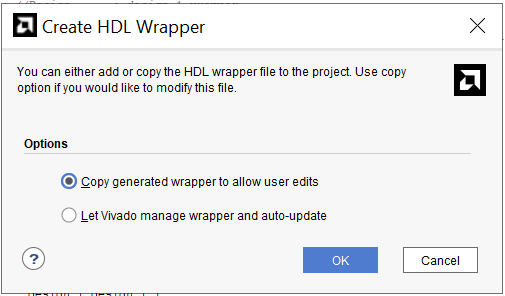 Create HDL Wrapper
You can either add or copy the HDL wrapper file to the project. Use copy
option if you would like to modify this file.
Options
Copy generated wrapper to allow user edits
Let Vivado manage wrapper and auto-update
?
OK
Cancel